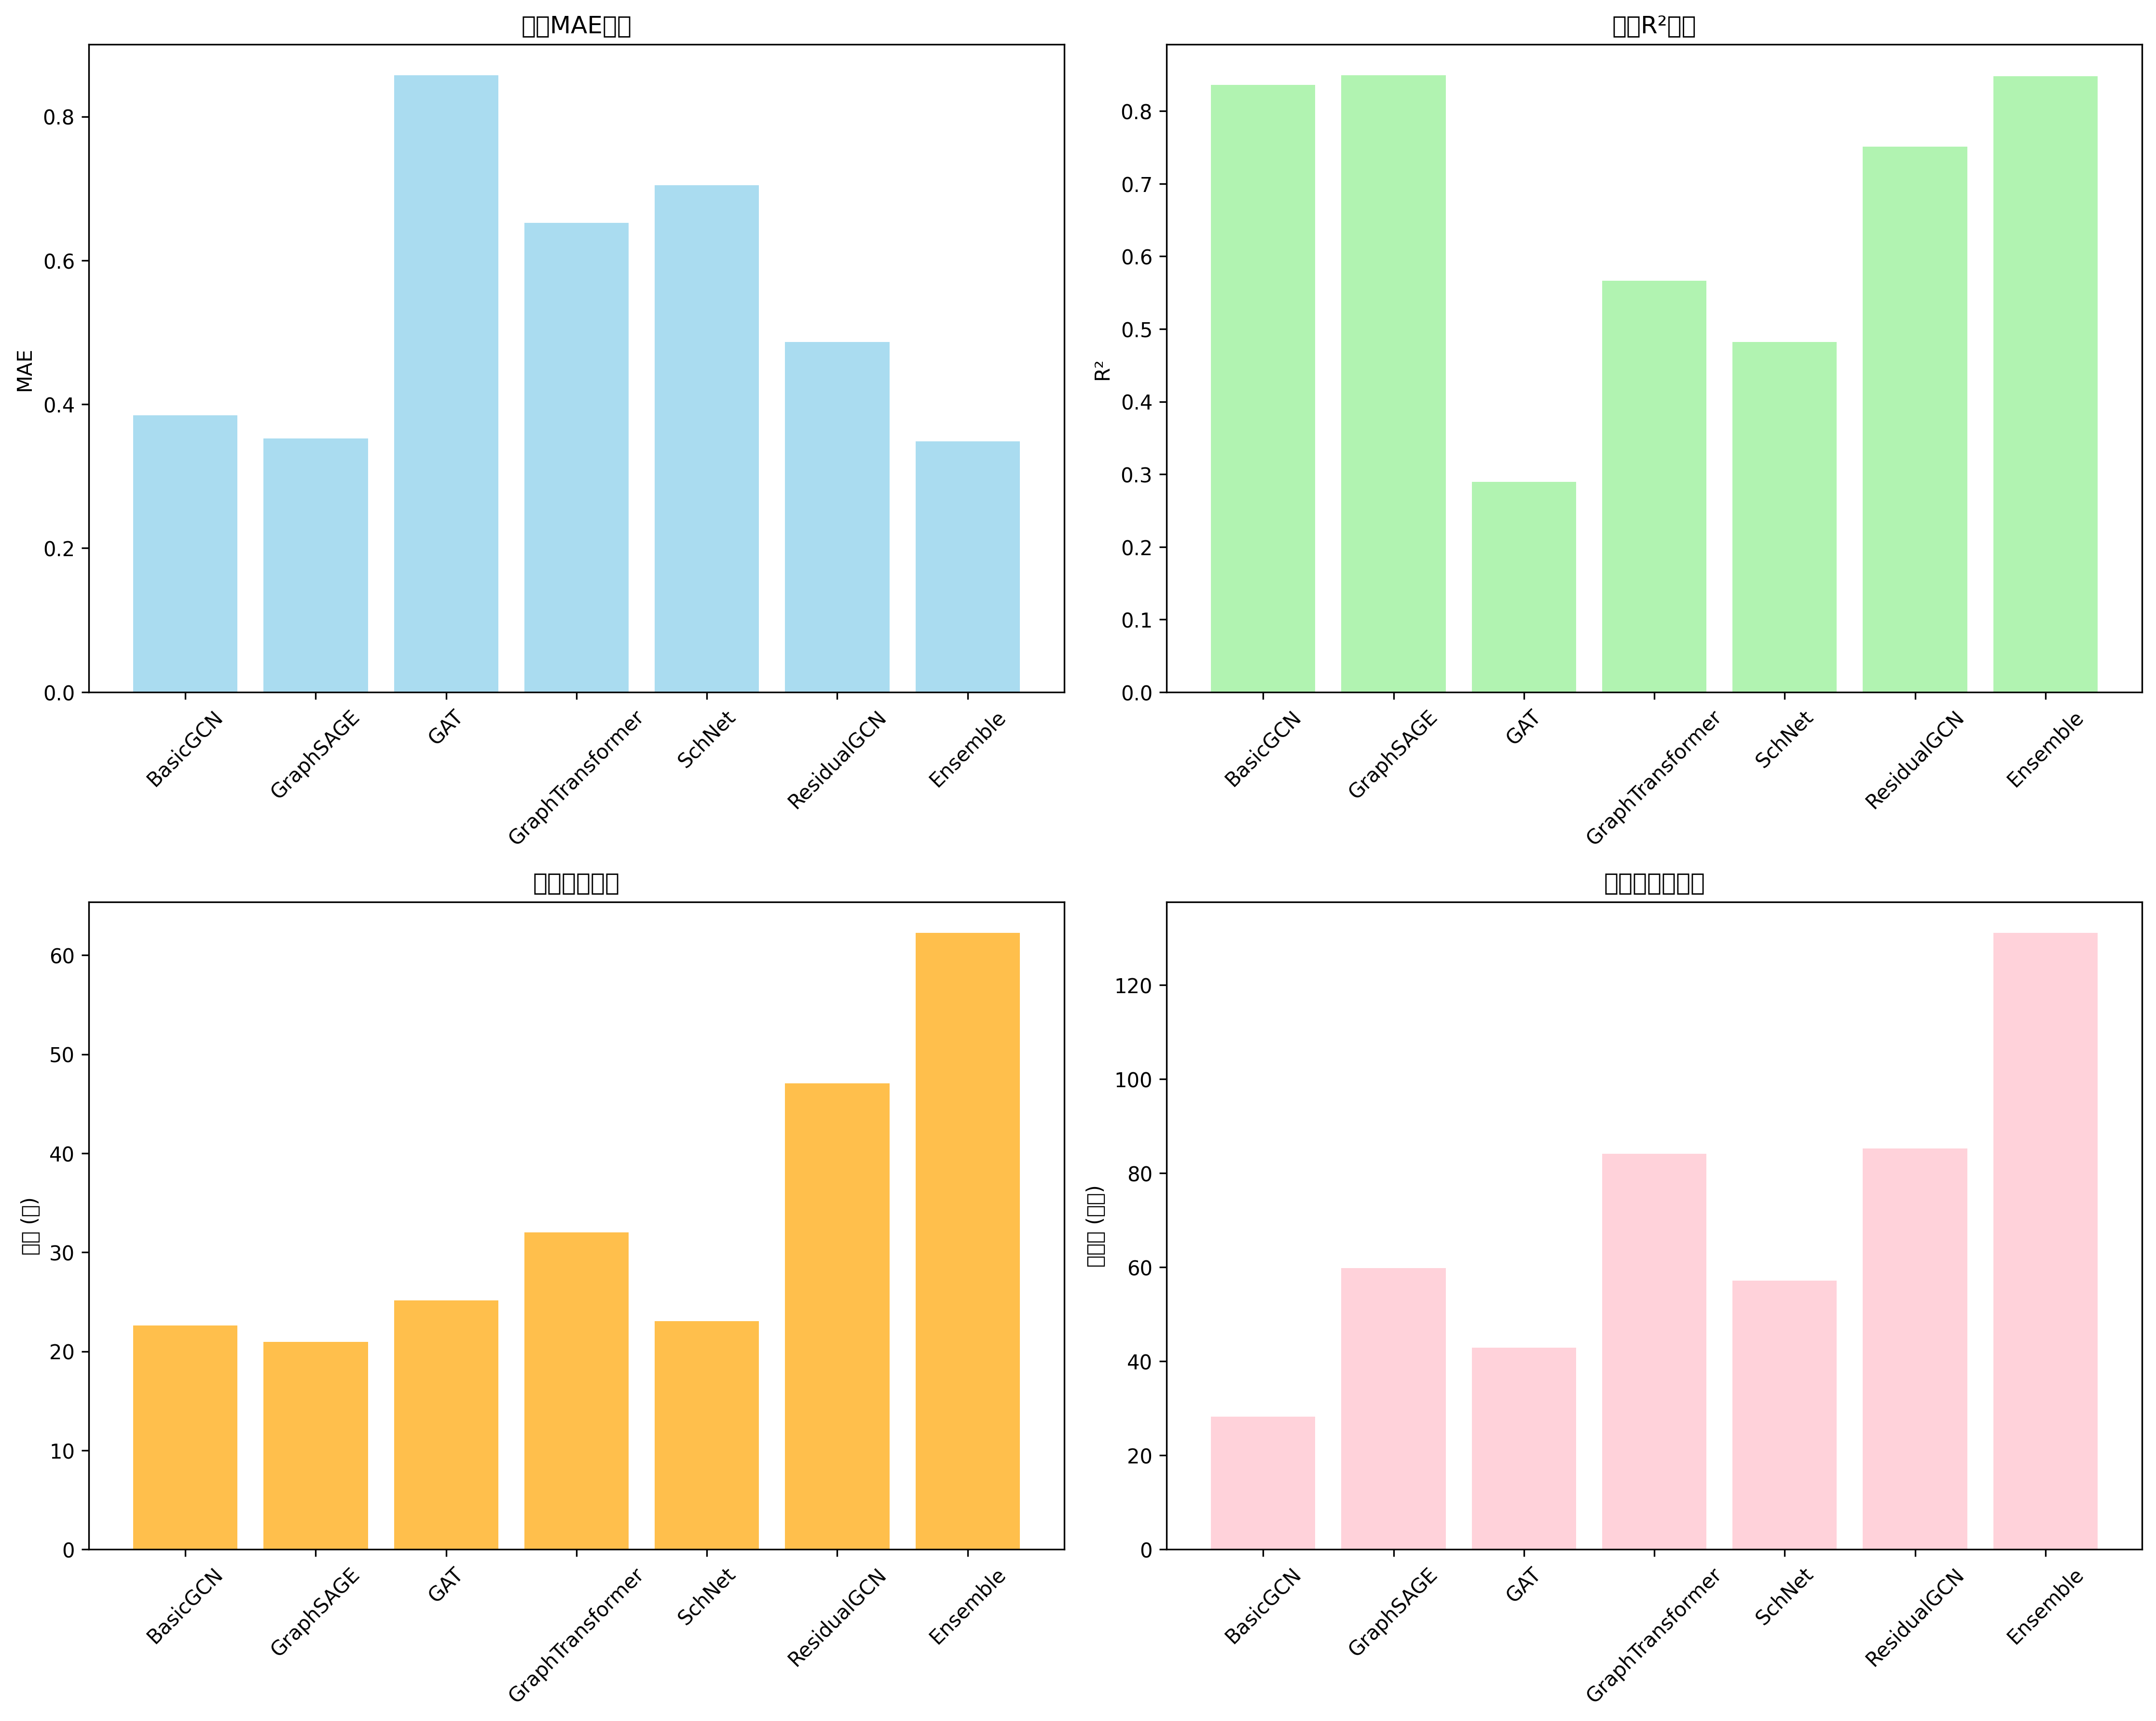 MAE
0.8
0.6
0.4
0.2
0.0
MAE
BasicGCN
GraphSAGE
GAT
GraphTransformer
SchNet
ResidualGCN
Ensemble
R²
0.8
0.7
0.6
0.5
0.4
0.3
0.2
0.1
0.0
R²
BasicGCN
GraphSAGE
GAT
GraphTransformer
SchNet
ResidualGCN
Ensemble
60
50
40
30
20
10
0
BasicGCN
GraphSAGE
GAT
GraphTransformer
SchNet
ResidualGCN
Ensemble
120
100
80
60
40
20
0
BasicGCN
GraphSAGE
GAT
GraphTransformer
SchNet
ResidualGCN
Ensemble